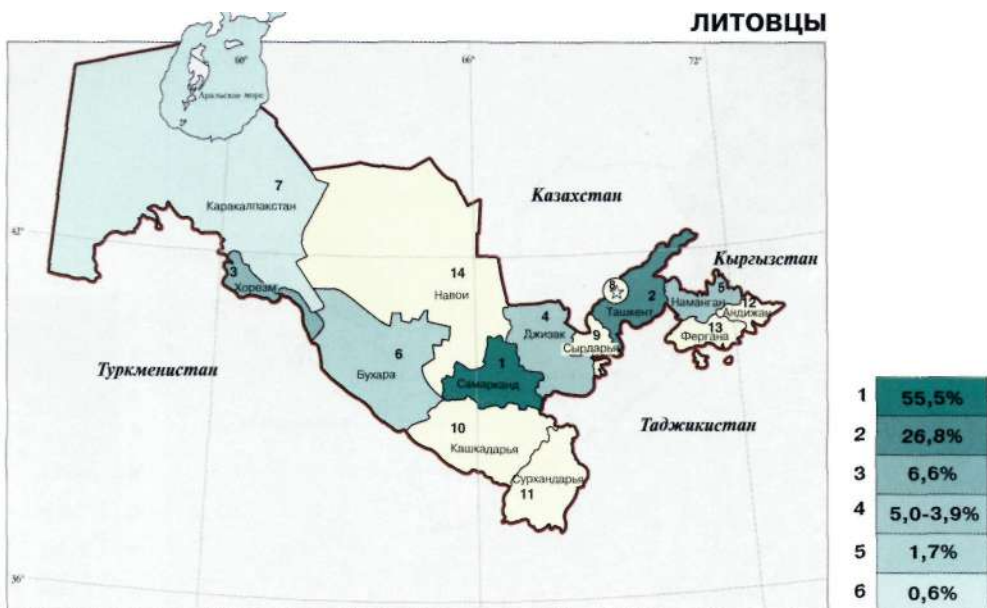 ЛИТОВЦЫ
60°
66°
72°
Аральское море
Казахстан
7
Каракалпакстан
42°
Кыргызстан
3
Хорезм
14
Навои
8
2
Ташкент
5
Наманган
12
Андижан
13
Фергана
4
Джизак
9
Сырдарья
6
Бухара
1
Самарканд
Туркменистан
Таджикистан
10
Кашкадарья
Сурхандарья
11
36°
1 55,5%
2 26,8%
3 6,6%
4 5,0-3,9%
5 1,7%
6 0,6%